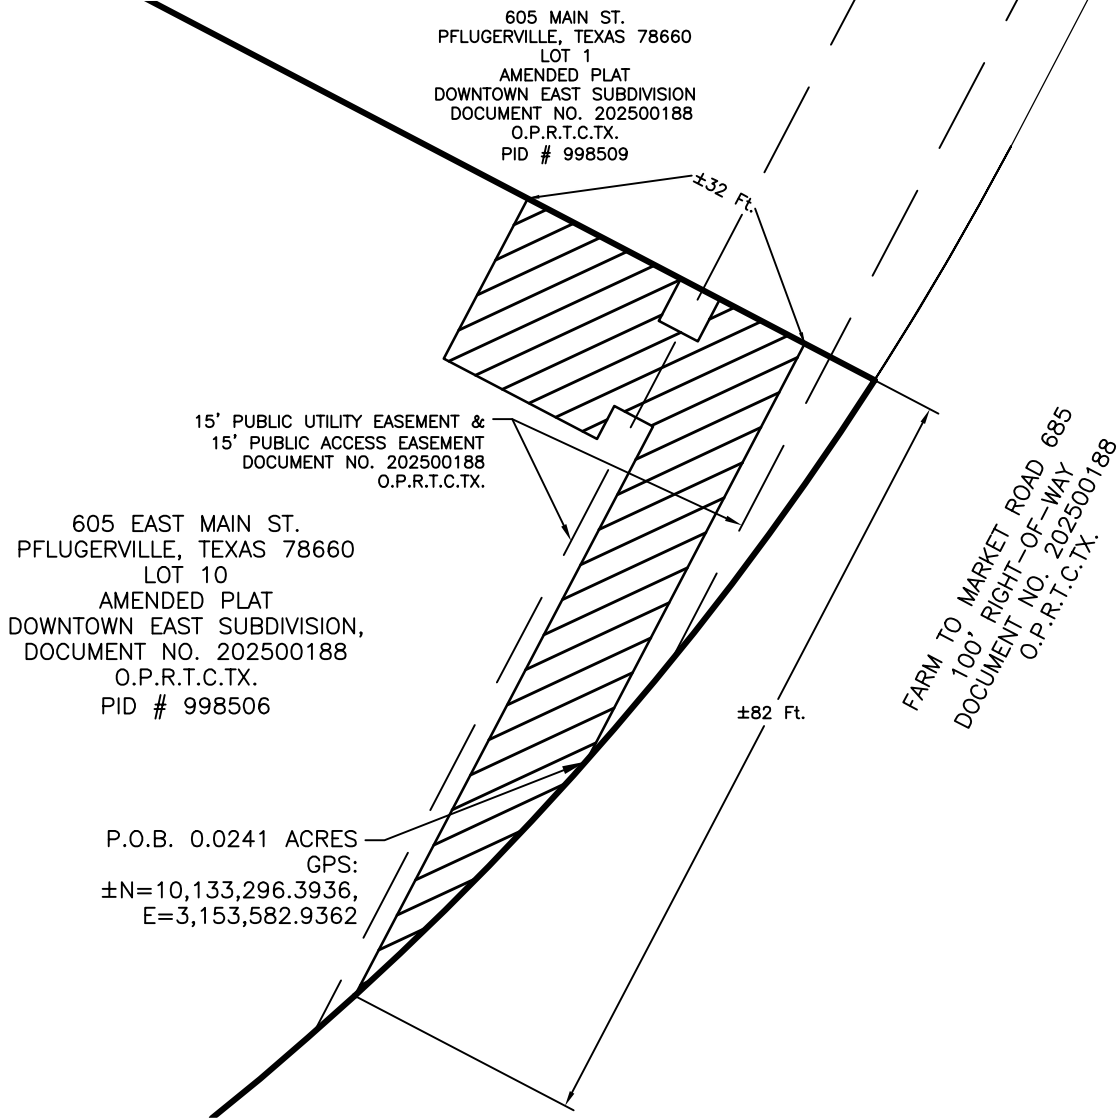 605 MAIN ST.
PFLUGERVILLE, TEXAS 78660
LOT 1
AMENDED PLAT
DOWNTOWN EAST SUBDIVISION
DOCUMENT NO. 202500188
O.P.R.T.C.TX.
PID # 998509
±32 Ft.
15' PUBLIC UTILITY EASEMENT &
15' PUBLIC ACCESS EASEMENT
DOCUMENT NO. 202500188
O.P.R.T.C.TX.
605 EAST MAIN ST.
PFLUGERVILLE, TEXAS 78660
LOT 10
AMENDED PLAT
DOWNTOWN EAST SUBDIVISION,
DOCUMENT NO. 202500188
O.P.R.T.C.TX.
PID # 998506
FARM TO MARKET ROAD 685
100' RIGHT-OF-WAY
DOCUMENT NO. 202500188
O.P.R.T.C.TX.
±82 Ft.
P.O.B. 0.0241 ACRES
GPS:
±N=10,133,296.3936,
E=3,153,582.9362